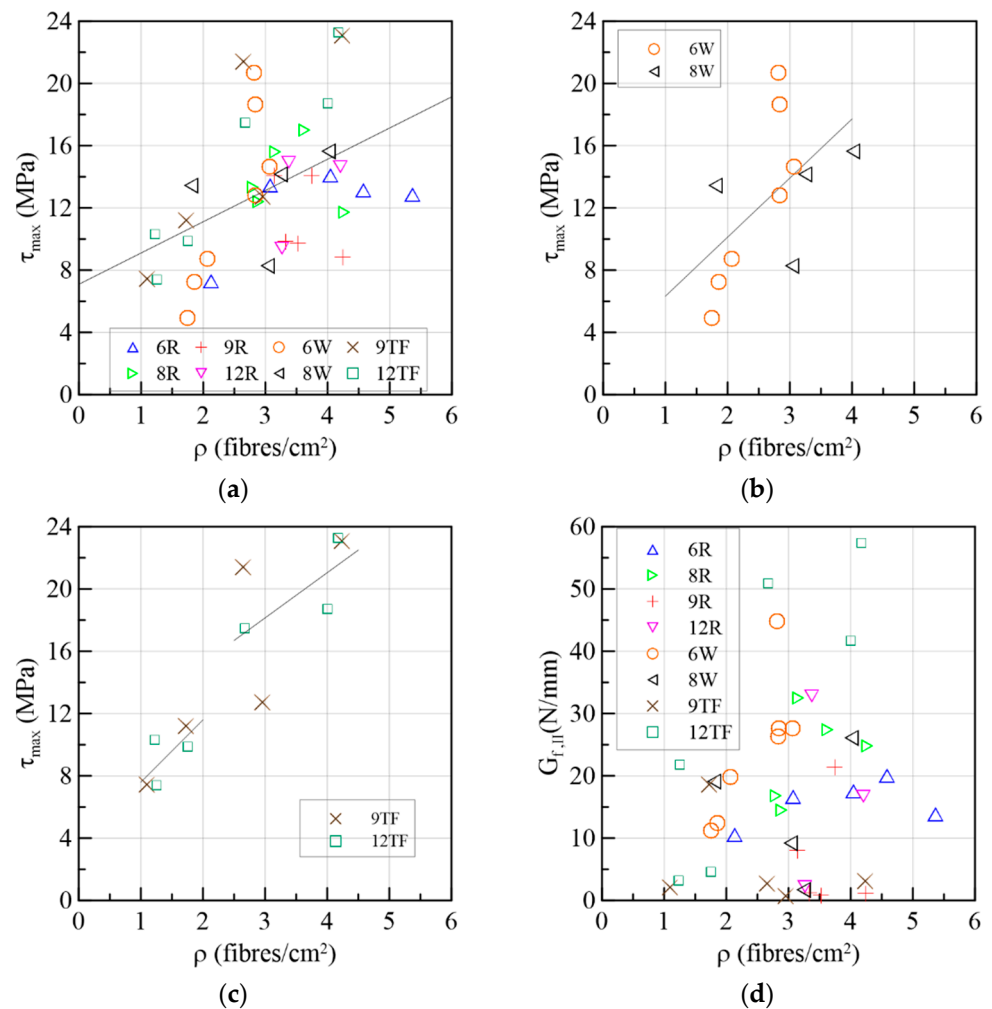 24
20
16
12
8
4
0
τmax (MPa)
6R 9R 6W 9TF
8R 12R 8W 12TF
0 1 2 3 4 5 6
ρ (fibres/cm²)
(a)
24
20
16
12
8
4
0
τmax (MPa)
6W
8W
0 1 2 3 4 5 6
ρ (fibres/cm²)
(b)
24
20
16
12
8
4
0
τmax (MPa)
9TF
12TF
0 1 2 3 4 5 6
ρ (fibres/cm²)
(c)
60
50
40
30
20
10
0
Gf,II(N/mm)
6R
8R
9R
12R
6W
8W
9TF
12TF
0 1 2 3 4 5 6
ρ (fibres/cm²)
(d)